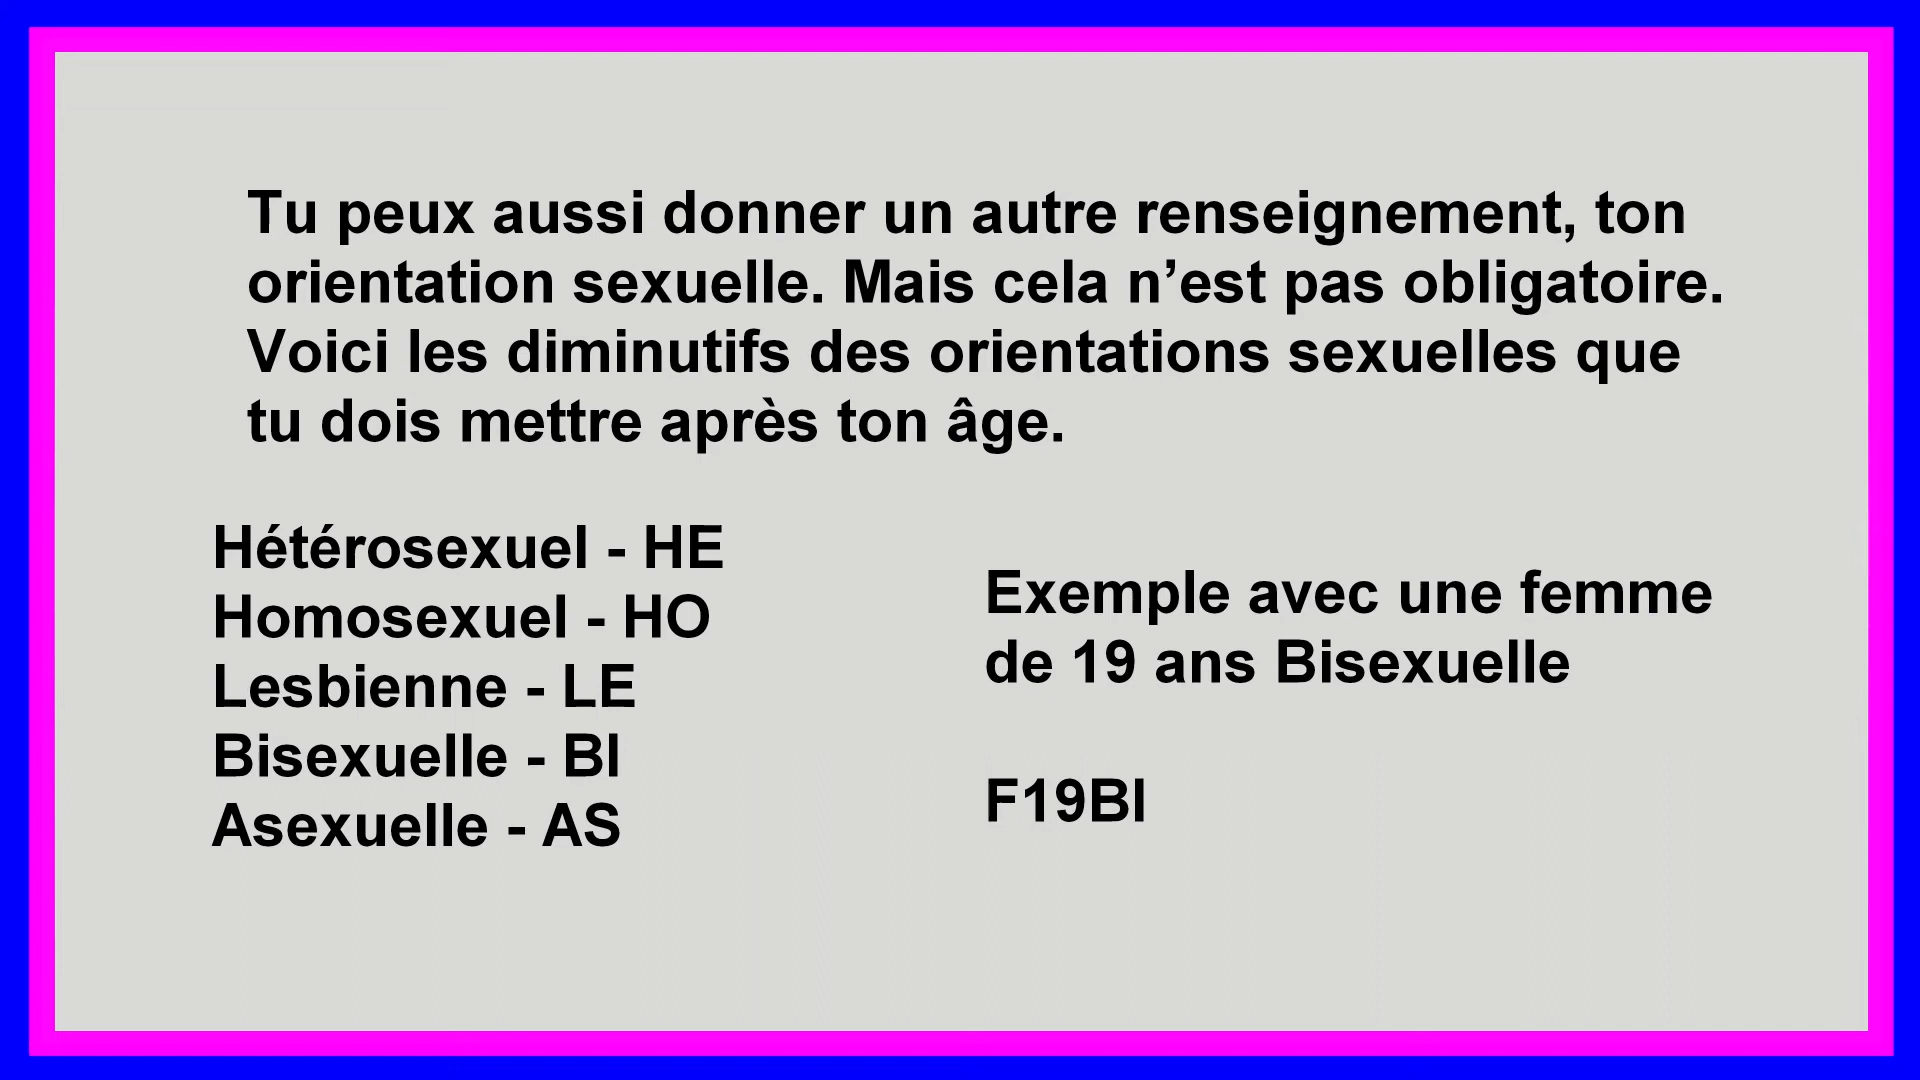 Tu peux aussi donner un autre renseignement, ton
orientation sexuelle. Mais cela n’est pas obligatoire.
Voici les diminutifs des orientations sexuelles que
tu dois mettre après ton âge.
Hétérosexuel - HE
Homosexuel - HO
Lesbienne - LE
Bisexuelle - BI
Asexuelle - AS
Exemple avec une femme
de 19 ans Bisexuelle
F19BI